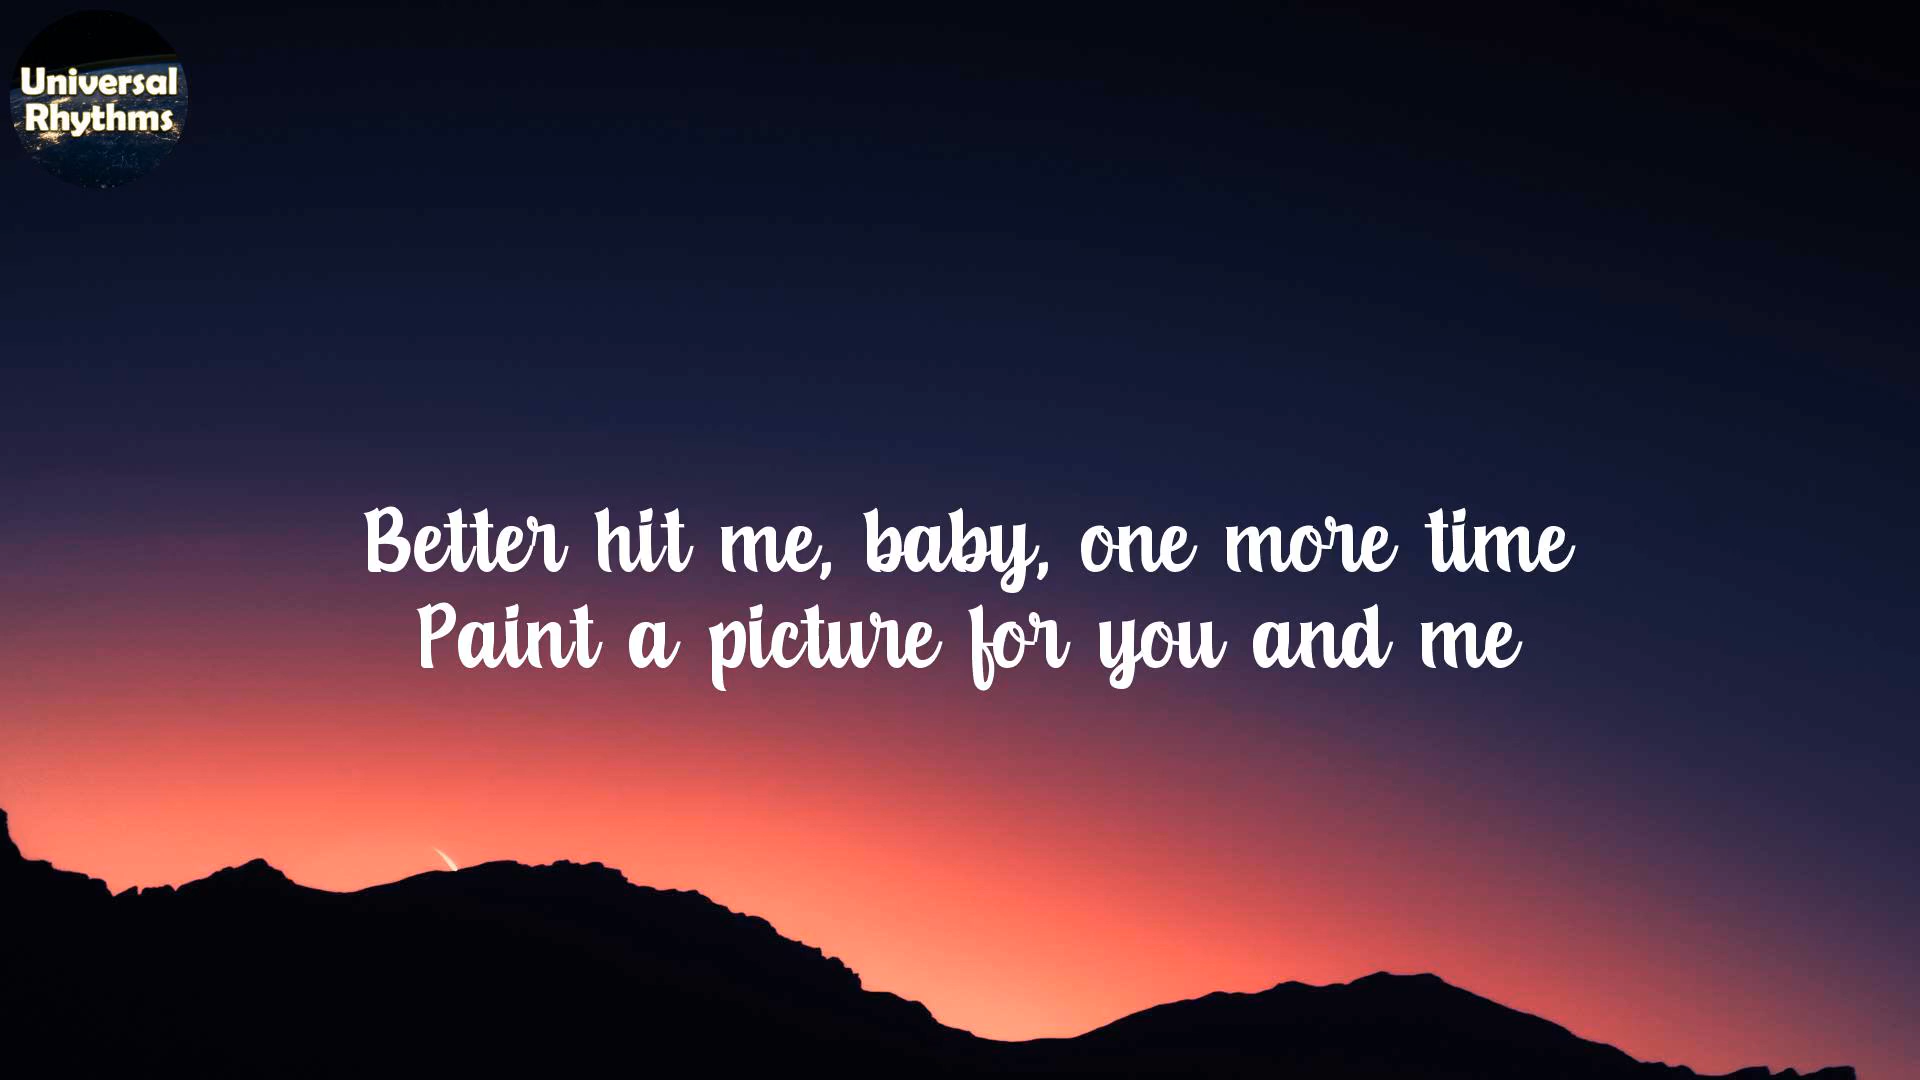 Universal
Rhythms
Better hit me, baby, one more time
Paint a picture for you and me